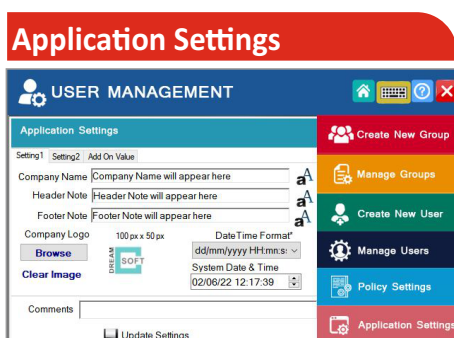 Application Settings
USER MANAGEMENT
Application Settings
Setting1 Setting2 Add On Value
Company Name Company Name will appear here aA
Header Note Header Note will appear here aA
Footer Note Footer Note will appear here aA
Company Logo 100 px x 50 px DateTime Format*
Browse DREAM SOFT dd/mm/yyyy HH:mn:s
Clear Image System Date & Time
02/06/22 12:17:39
Comments
Update Settings
Create New Group
Manage Groups
Create New User
Manage Users
Policy Settings
Application Settings